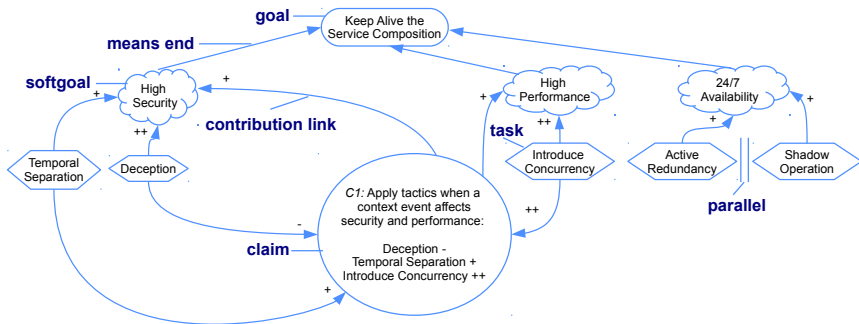 goal
Keep Alive the
Service Composition
means end
softgoal
+
High
Security
+
++
contribution link
High
Performance
+
++
24/7
Availability
+
+
task
Temporal
Separation
Deception
Introduce
Concurrency
Active
Redundancy
Shadow
Operation
parallel
C1: Apply tactics when a
context event affects
security and performance:
Deception -
Temporal Separation +
Introduce Concurrency ++
++
-
claim
+